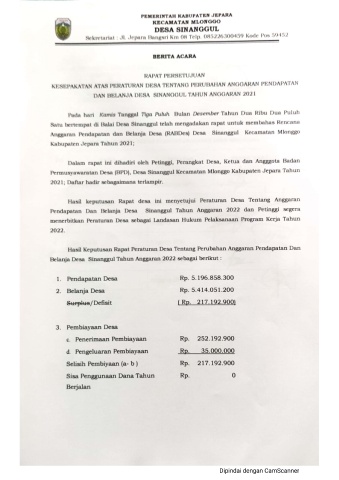 PEMERINTAH KABUPATEN JEPARA
KECAMATAN MLONGGO
DESA SINANGGUL
Sekretariat : Jl. Jepara Bangsri Km 08 Telp. 085226300459 Kode Pos 59452
BERITA ACARA
RAPAT PERSETUJUAN
KESEPAKATAN ATAS PERATURAN DESA TENTANG PERUBAHAN ANGGARAN PENDAPATAN
DAN BELANJA DESA SINANGGUL TAHUN ANGGARAN 2021
Pada hari Kamis Tanggal Tiga Puluh Bulan Desember Tahun Dua Ribu Dua Puluh
Satu bertempat di Balai Desa Sinanggul telah mengadakan rapat untuk membahas Rencana
Anggaran Pendapatan dan Belanja Desa (RABDes) Desa Sinanggul Kecamatan Mlonggo
Kabupaten Jepara Tahun 2021;
Dalam rapat ini dihadiri oleh Petinggi, Perangkat Desa, Ketua dan Anggota Badan
Permusyawaratan Desa (BPD), Desa Sinanggul Kecamatan Mlonggo Kabupaten Jepara Tahun
2021; Daftar hadir sebagaimana terlampir.
Hasil keputusan Rapat desa ini menyetujui Peraturan Desa Tentang Anggaran
Pendapatan Dan Belanja Desa Sinanggul Tahun Anggaran 2022 dan Petinggi segera
menerbitkan Peraturan Desa sebagai Landasan Hukum Pelaksanaan Program Kerja Tahun
2022.
Hasil Keputusan Rapat Peraturan Desa Tentang Perubahan Anggaran Pendapatan Dan
Belanja Desa Sinanggul Tahun Anggaran 2022 sebagai berikut :
1. Pendapatan Desa Rp. 5.196.858.300
2. Belanja Desa Rp. 5.414.051.200
Surplus/Defisit ( Rp. 217.192.900)
3. Pembiayaan Desa
c. Penerimaan Pembiayaan Rp. 252.192.900
d. Pengeluaran Pembiayaan Rp. 35.000.000
Selisih Pembiyaan (a- b ) Rp. 217.192.900
Sisa Penggunaan Dana Tahun Rp. 0
Berjalan
Dipindai dengan CamScanner